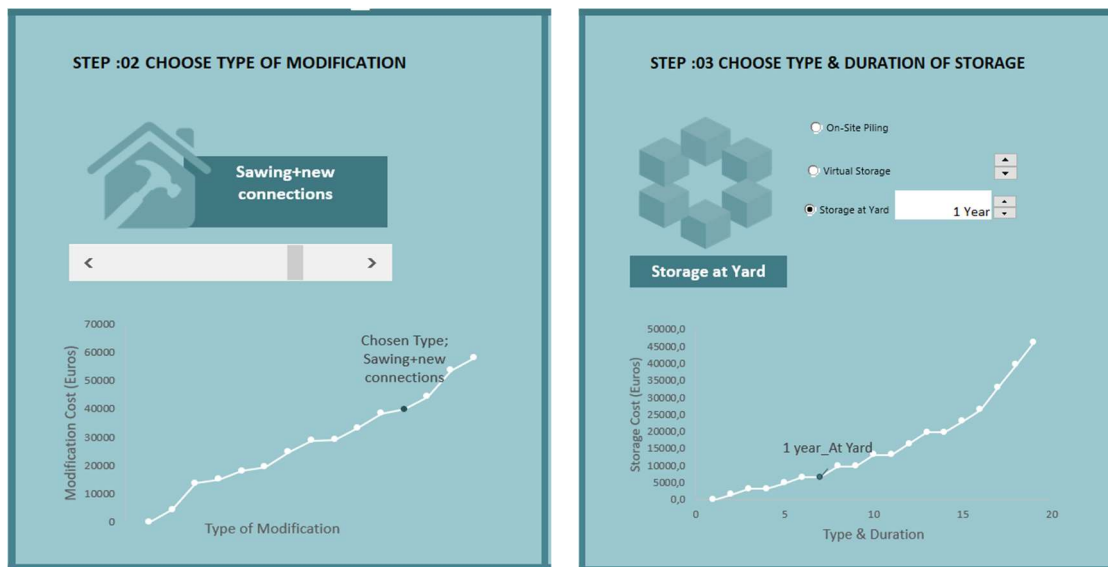 STEP :02 CHOOSE TYPE OF MODIFICATION
Sawing+new
connections
<
>
70000
60000
50000
40000
30000
20000
10000
0
Modification Cost (Euros)
Chosen Type;
Sawing+new
connections
Type of Modification
STEP :03 CHOOSE TYPE & DURATION OF STORAGE
On-Site Piling
Virtual Storage
Storage at Yard
1 Year
Storage at Yard
50000,0
45000,0
40000,0
35000,0
30000,0
25000,0
20000,0
15000,0
10000,0
5000,0
0,0
Storage Cost (Euros)
1 year_At Yard
0 5 10 15 20
Type & Duration